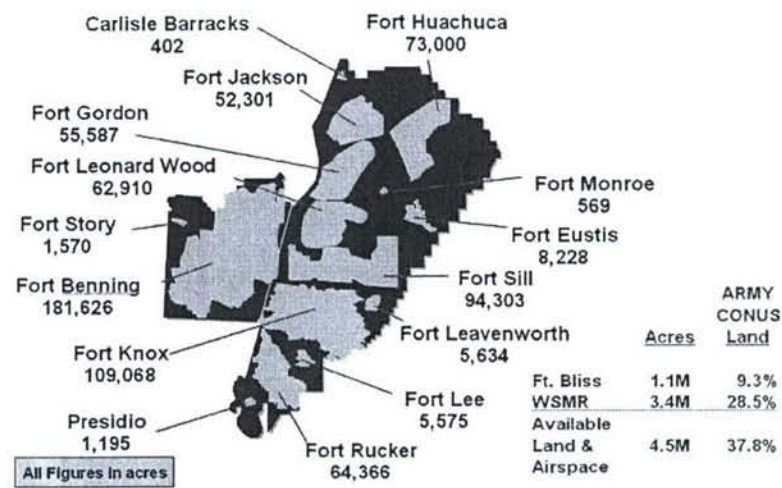 Carlisle Barracks
402
Fort Huachuca
73,000
Fort Jackson
52,301
Fort Gordon
55,587
Fort Leonard Wood
62,910
Fort Monroe
569
Fort Story
1,570
Fort Eustis
8,228
Fort Benning
181,626
Fort Sill
94,303
Fort Leavenworth
5,634
Fort Knox
109,068
Fort Lee
5,575
Presidio
1,195
Fort Rucker
64,366
All Figures in acres
ARMY
CONUS
Acres Land
Ft. Bliss 1.1M 9.3%
WSMR 3.4M 28.5%
Available
Land & 4.5M 37.8%
Airspace